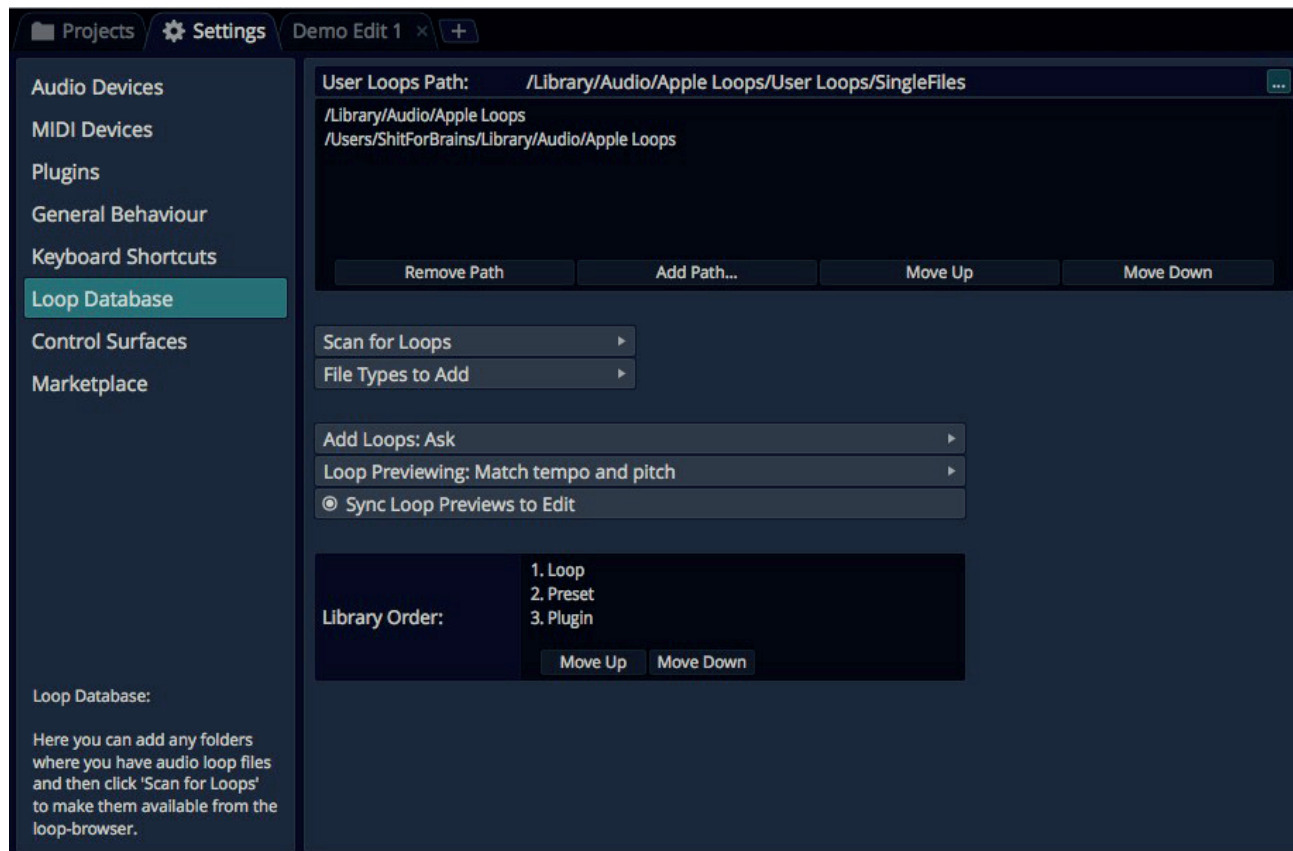 Projects Settings Demo Edit 1 × +
Audio Devices
MIDI Devices
Plugins
General Behaviour
Keyboard Shortcuts
Loop Database
Control Surfaces
Marketplace
Loop Database:
Here you can add any folders
where you have audio loop files
and then click 'Scan for Loops'
to make them available from the
loop-browser.
User Loops Path: /Library/Audio/Apple Loops/User Loops/SingleFiles ...
/Library/Audio/Apple Loops
/Users/ShitForBrains/Library/Audio/Apple Loops
Remove Path Add Path... Move Up Move Down
Scan for Loops
File Types to Add
Add Loops: Ask
Loop Previewing: Match tempo and pitch
Sync Loop Previews to Edit
Library Order:
1. Loop
2. Preset
3. Plugin
Move Up Move Down